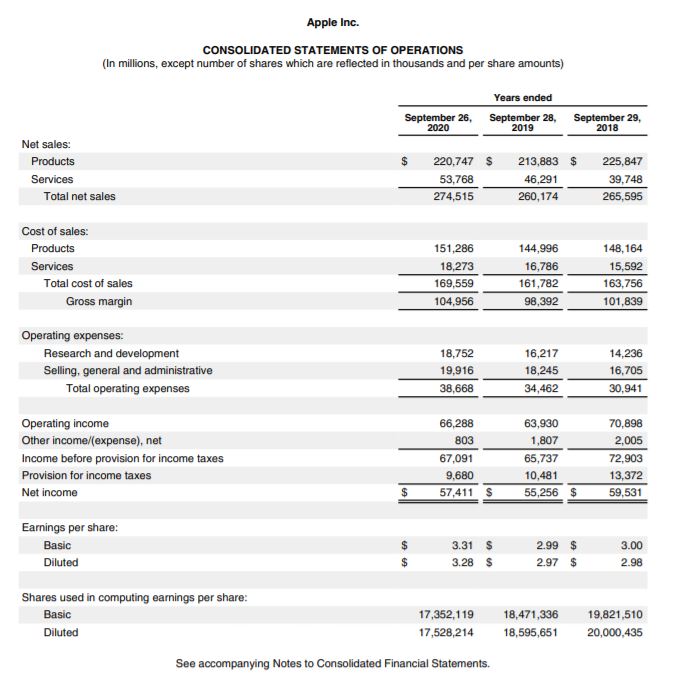 Apple Inc.
CONSOLIDATED STATEMENTS OF OPERATIONS
(In millions, except number of shares which are reflected in thousands and per share amounts)
Years ended
September 26, 2020 September 28, 2019 September 29, 2018
Net sales:
Products $ 220,747 $ 213,883 $ 225,847
Services 53,768 46,291 39,748
Total net sales 274,515 260,174 265,595
Cost of sales:
Products 151,286 144,996 148,164
Services 18,273 16,786 15,592
Total cost of sales 169,559 161,782 163,756
Gross margin 104,956 98,392 101,839
Operating expenses:
Research and development 18,752 16,217 14,236
Selling, general and administrative 19,916 18,245 16,705
Total operating expenses 38,668 34,462 30,941
Operating income 66,288 63,930 70,898
Other income/(expense), net 803 1,807 2,005
Income before provision for income taxes 67,091 65,737 72,903
Provision for income taxes 9,680 10,481 13,372
Net income $ 57,411 $ 55,256 $ 59,531
Earnings per share:
Basic $ 3.31 $ 2.99 $ 3.00
Diluted $ 3.28 $ 2.97 $ 2.98
Shares used in computing earnings per share:
Basic 17,352,119 18,471,336 19,821,510
Diluted 17,528,214 18,595,651 20,000,435
See accompanying Notes to Consolidated Financial Statements.